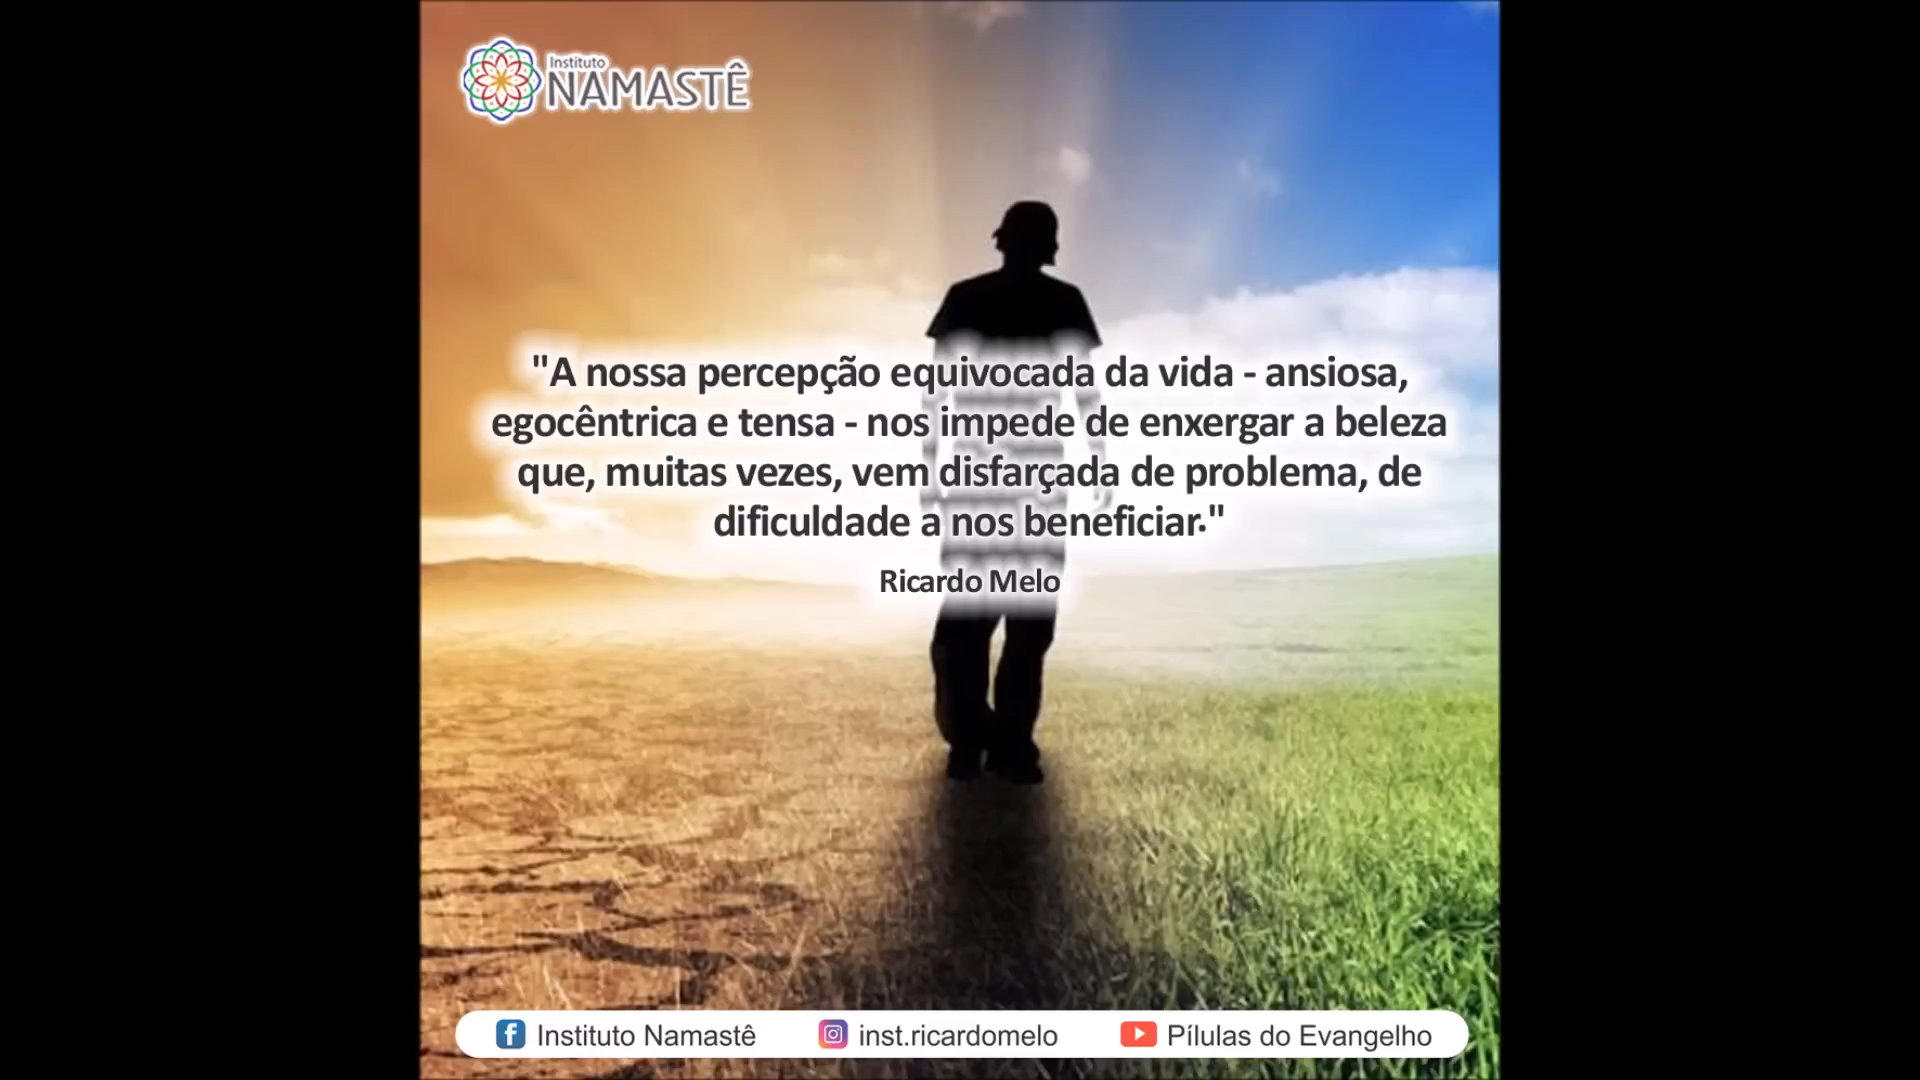 Instituto
NAMASTÊ
"A nossa percepção equivocada da vida - ansiosa,
egocêntrica e tensa - nos impede de enxergar a beleza
que, muitas vezes, vem disfarçada de problema, de
dificuldade a nos beneficiar."
Ricardo Melo
Instituto Namastê inst.ricardomelo Pílulas do Evangelho